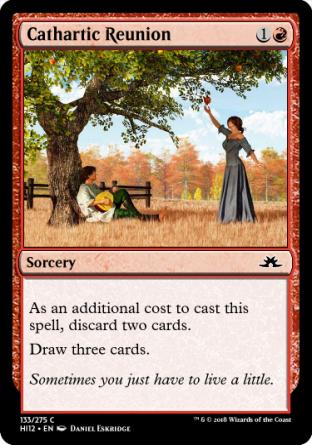 Cathartic Reunion 1
Sorcery
As an additional cost to cast this
spell, discard two cards.
Draw three cards.
Sometimes you just have to live a little.
133/275 C
HI12 • EN DANIEL ESKRIDGE
™ & © 2018 Wizards of the Coast